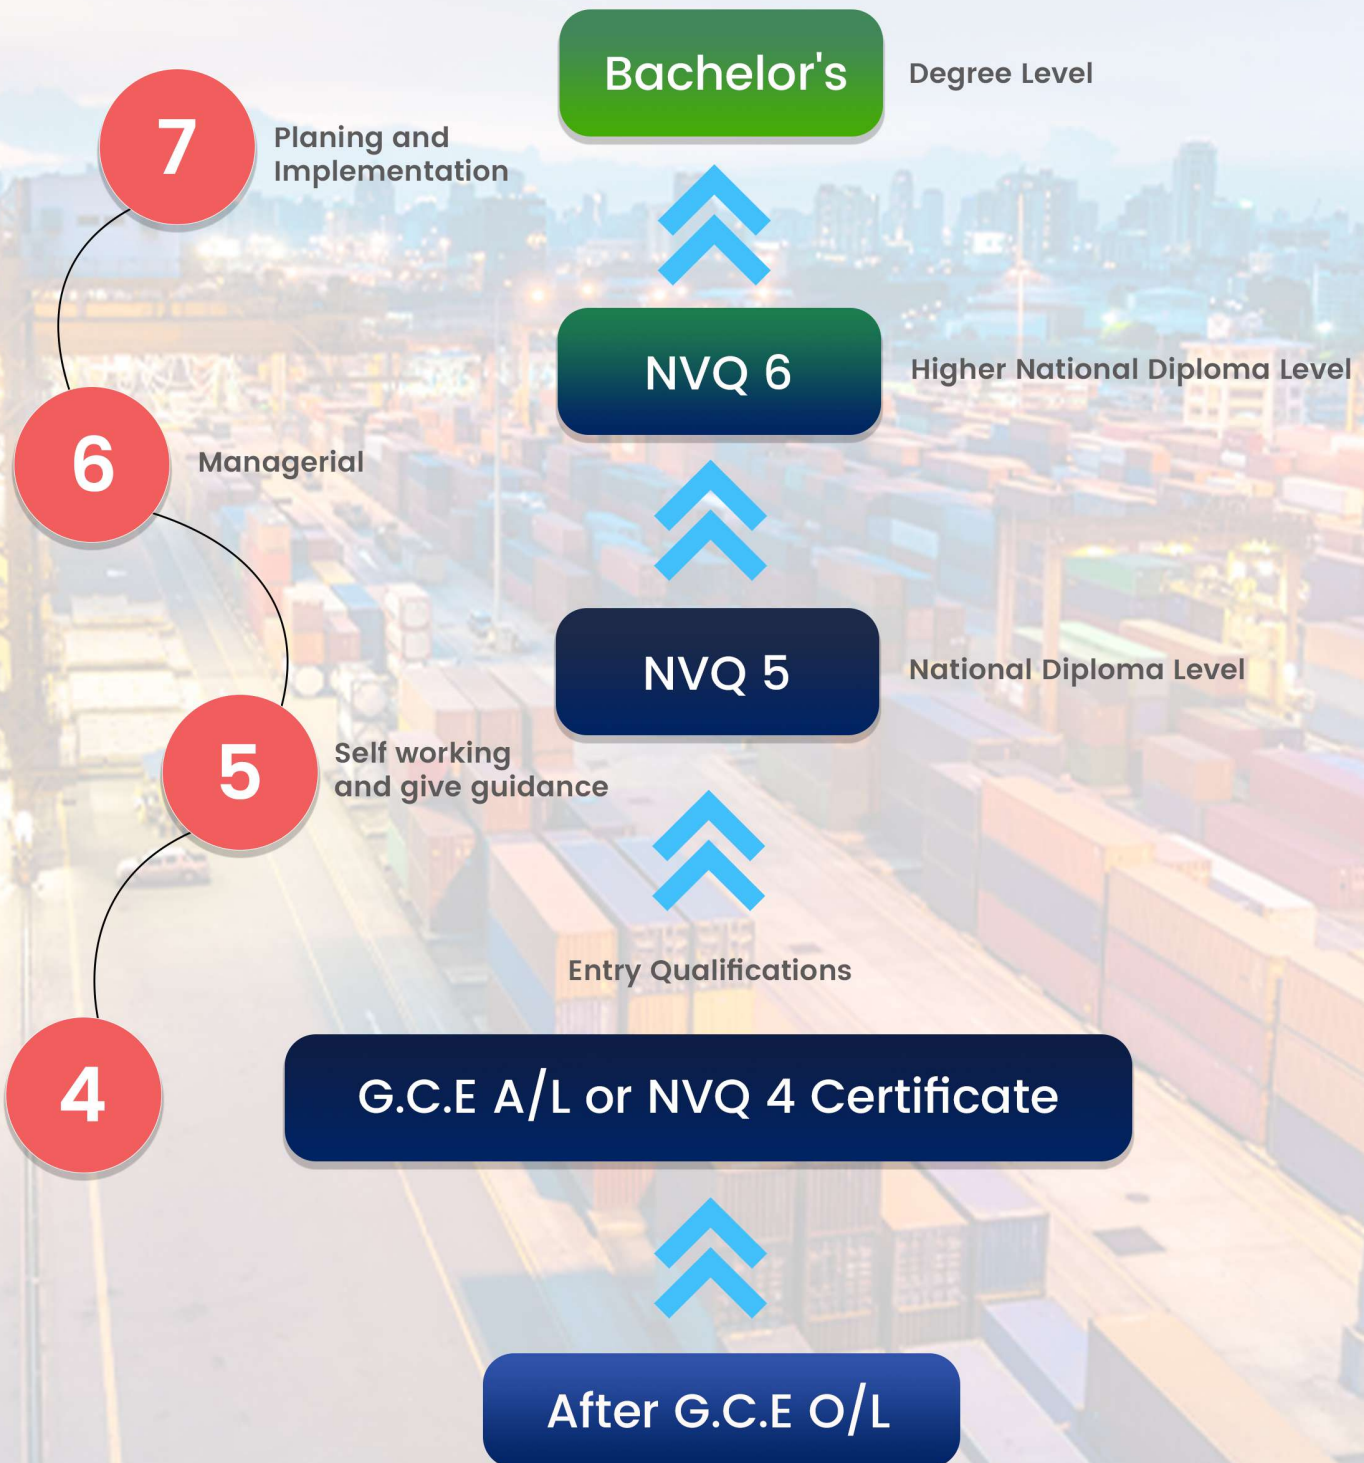 Bachelor's
Degree Level
7
Planing and
Implementation
NVQ 6
Higher National Diploma Level
6
Managerial
NVQ 5
National Diploma Level
5
Self working
and give guidance
Entry Qualifications
4
G.C.E A/L or NVQ 4 Certificate
After G.C.E O/L